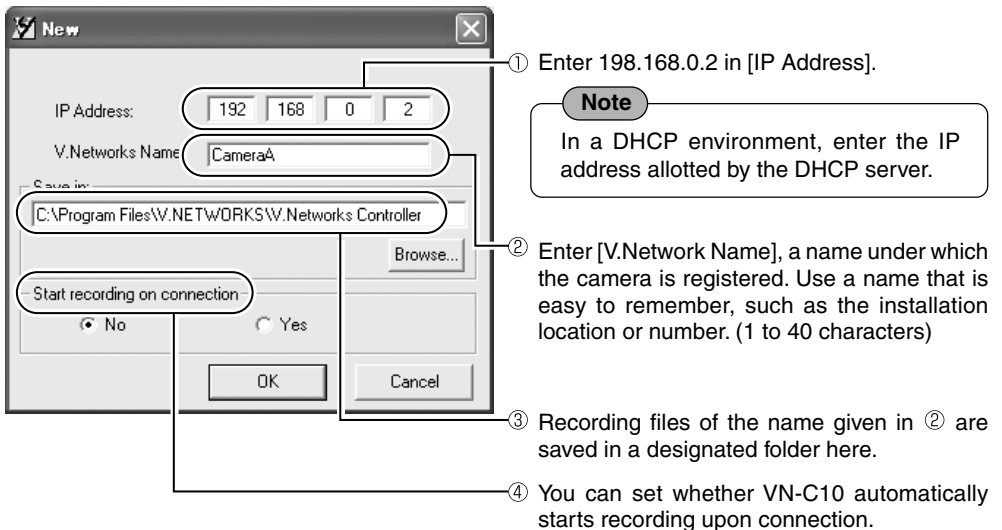 New
IP Address: 192 168 0 2
V.Networks Name CameraA
Save in:
C:\Program Files\V.NETWORKS\V.Networks Controller
Browse...
Start recording on connection
No Yes
OK Cancel
① Enter 198.168.0.2 in [IP Address].
Note
In a DHCP environment, enter the IP
address allotted by the DHCP server.
② Enter [V.Network Name], a name under which
the camera is registered. Use a name that is
easy to remember, such as the installation
location or number. (1 to 40 characters)
③ Recording files of the name given in ② are
saved in a designated folder here.
④ You can set whether VN-C10 automatically
starts recording upon connection.